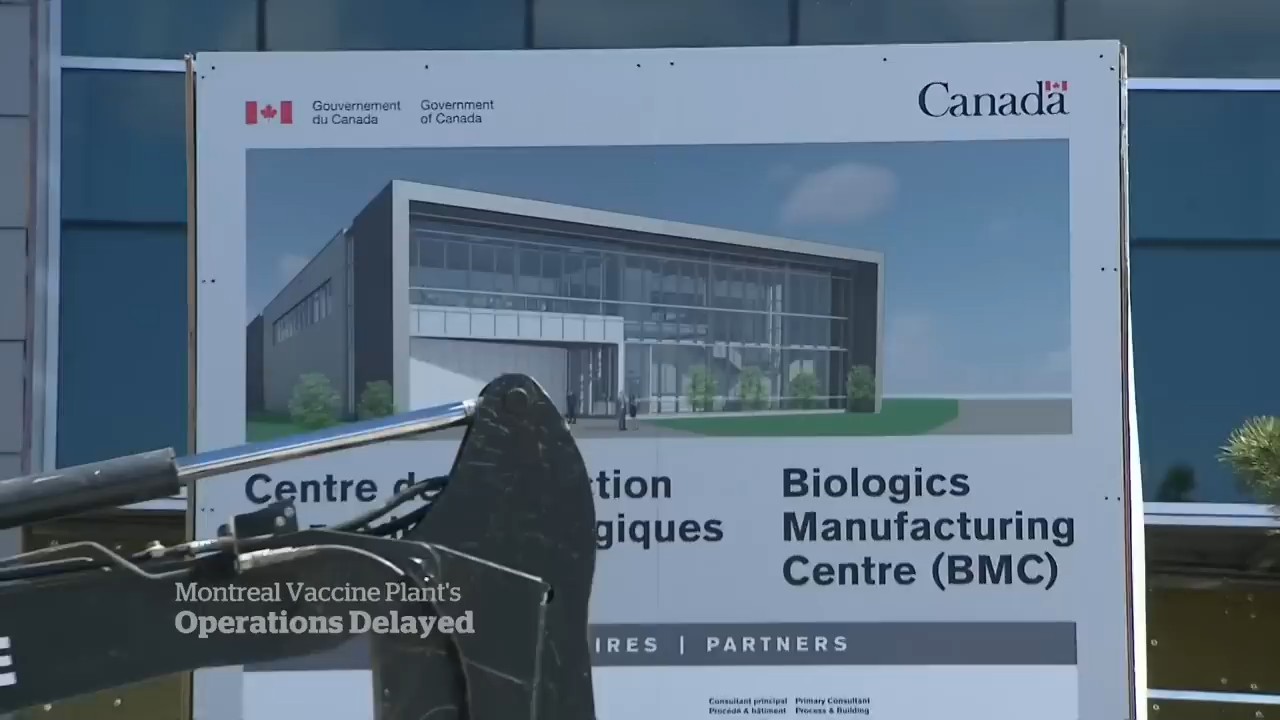 Gouvernement
du Canada
Government
of Canada
Canada
Centre de
tion
giques
Biologics
Manufacturing
Centre (BMC)
Montreal Vaccine Plant's
Operations Delayed
IRES | PARTNERS
Consultant principal
Procédé & bâtiment
Primary Consultant
Process & Building
E